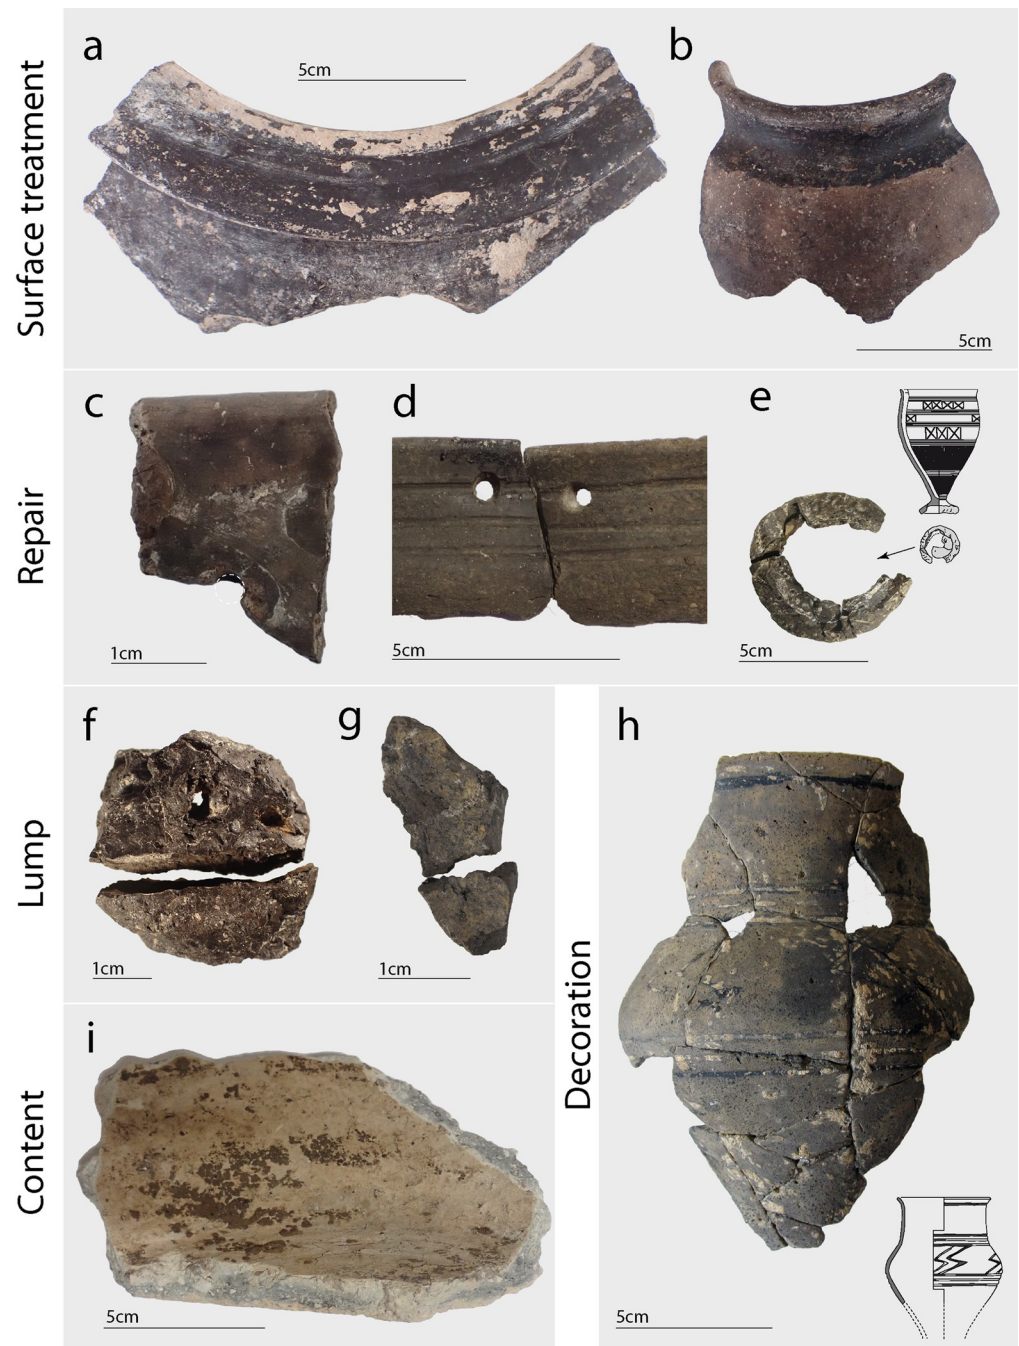 Surface treatment
a
5cm
b
5cm
Repair
c
1cm
d
5cm
e
5cm
Lump
f
1cm
g
1cm
Decoration
h
5cm
Content
i
5cm